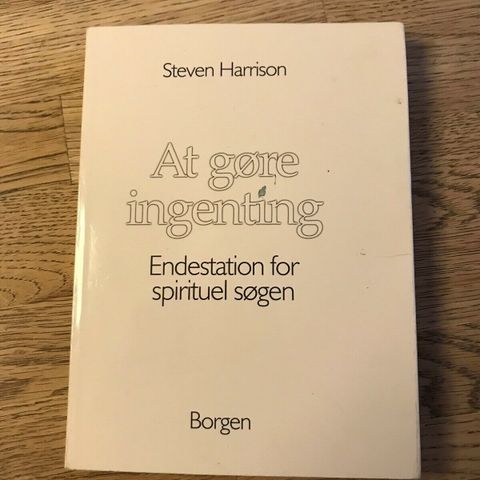 Steven Harrison
At gøre
ingenting
Endestation for
spirituel søgen
Borgen